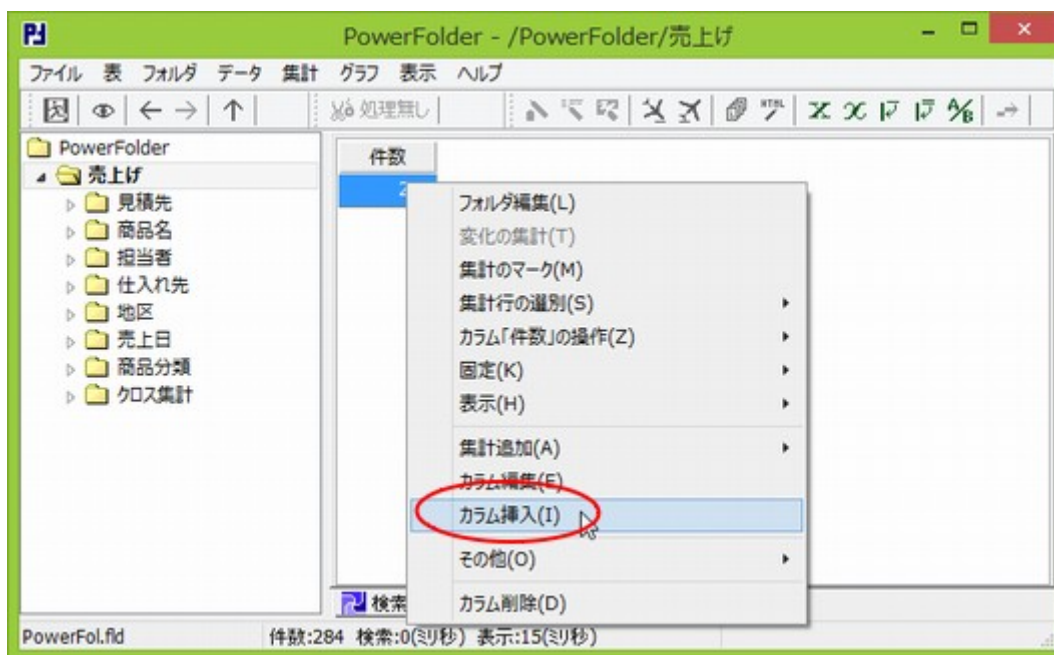 PowerFolder - /PowerFolder/売上げ
ファイル 表 フォルダ データ 集計 グラフ 表示 ヘルプ
処理無し HTML A/B
PowerFolder
売上げ
見積先
商品名
担当者
仕入れ先
地区
売上日
商品分類
クロス集計
件数
2
フォルダ編集(L)
変化の集計(T)
集計のマーク(M)
集計行の選別(S)
カラム「件数」の操作(Z)
固定(K)
表示(H)
集計追加(A)
カラム編集(E)
カラム挿入(I)
その他(O)
カラム削除(D)
検索
PowerFol.fld 件数:284 検索:0(ミリ秒) 表示:15(ミリ秒)